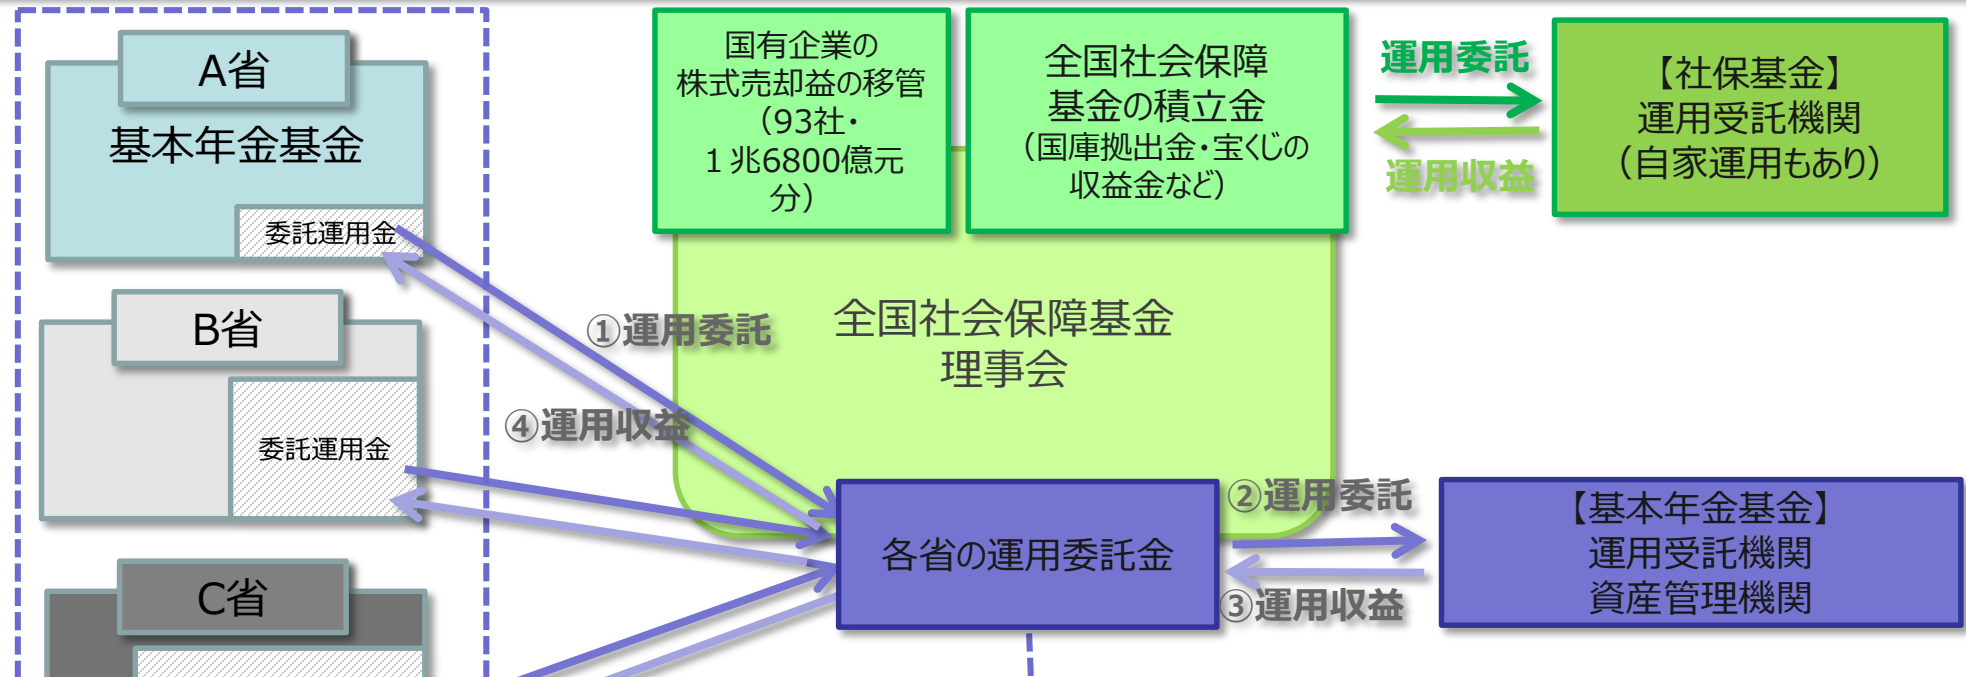 A省
基本年金基金
委託運用金
B省
委託運用金
C省
国有企業の
株式売却益の移管
（93社・
１兆6800億元
分）
全国社会保障
基金の積立金
（国庫拠出金・宝くじの
収益金など）
運用委託
運用収益
【社保基金】
運用受託機関
（自家運用もあり）
全国社会保障基金
理事会
①運用委託
④運用収益
各省の運用委託金
②運用委託
③運用収益
【基本年金基金】
運用受託機関
資産管理機関